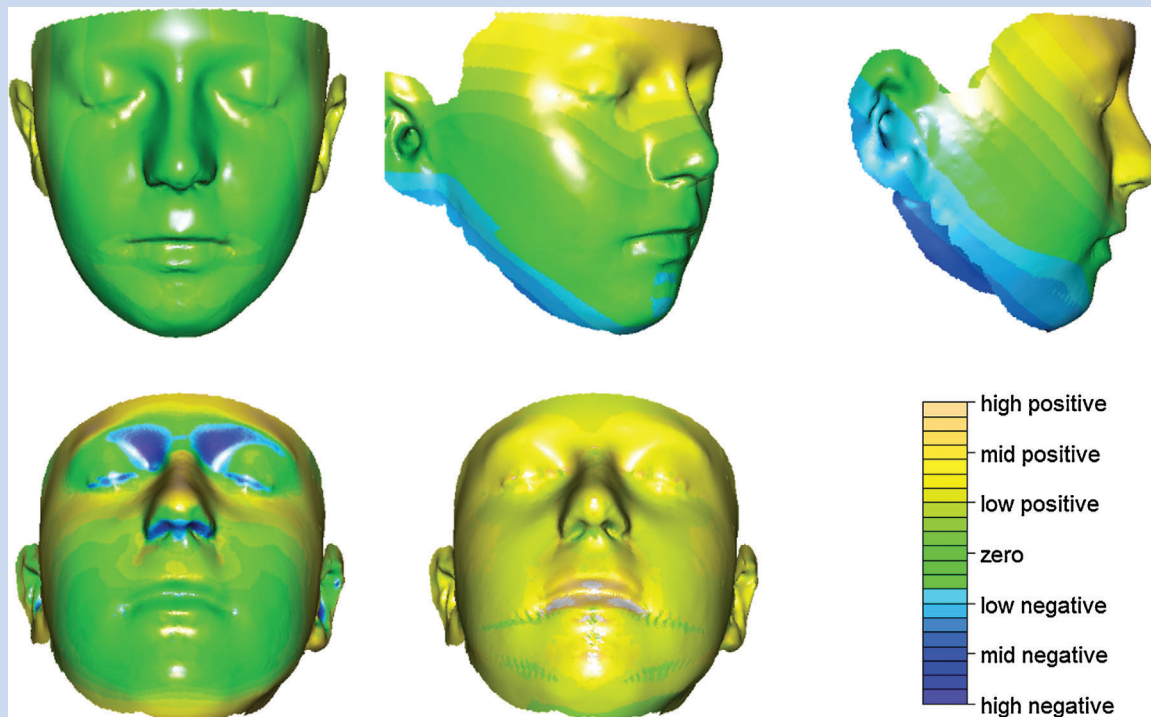 high positive
mid positive
low positive
zero
low negative
mid negative
high negative